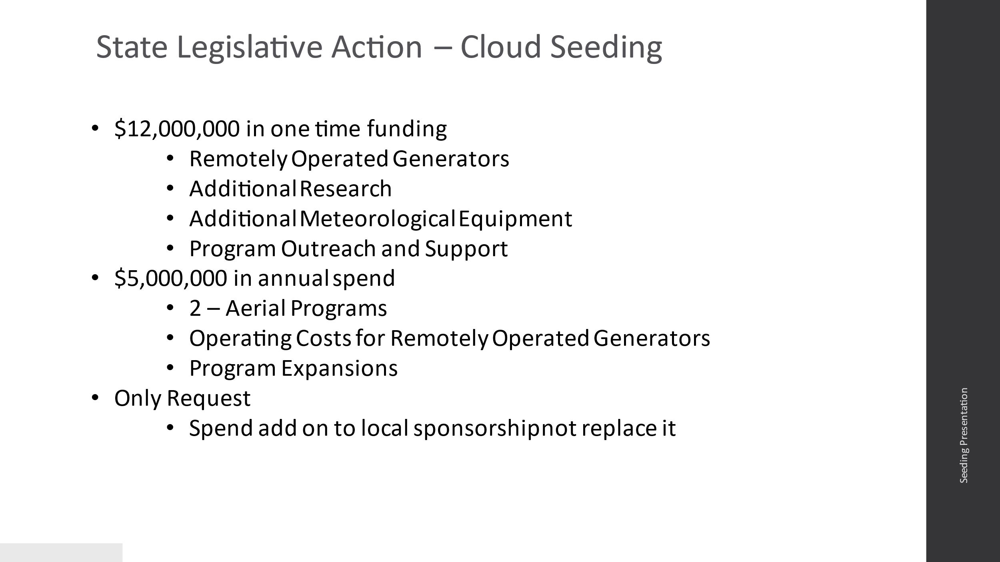 State Legislative Action – Cloud Seeding
• $12,000,000 in one time funding
• Remotely Operated Generators
• Additional Research
• Additional Meteorological Equipment
• Program Outreach and Support
• $5,000,000 in annual spend
• 2 – Aerial Programs
• Operating Costs for Remotely Operated Generators
• Program Expansions
• Only Request
• Spend add on to local sponsorshipnot replace it
Seeding Presentation